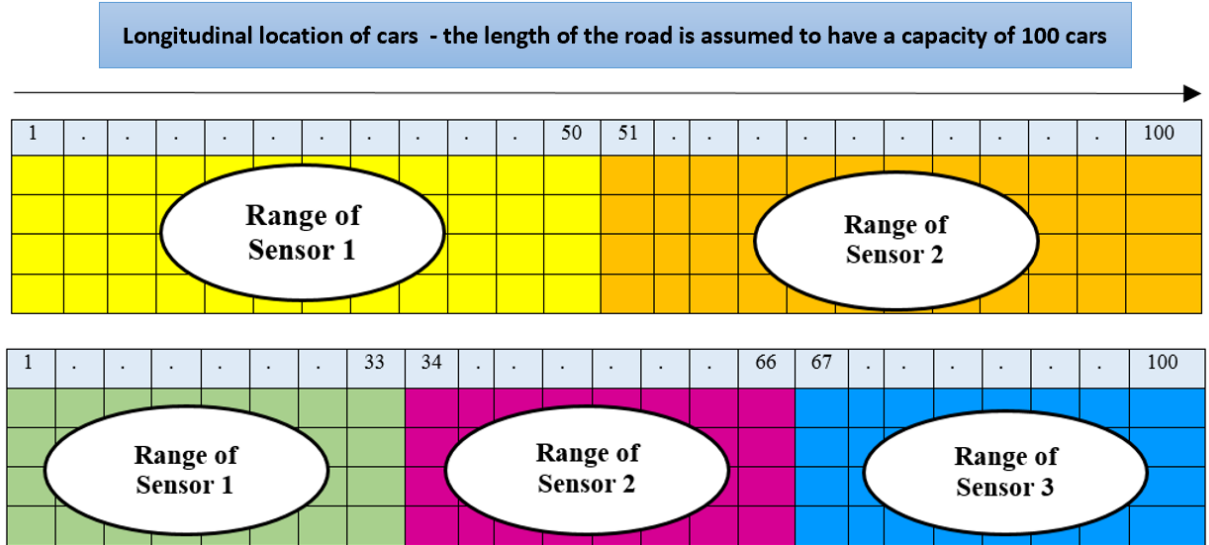 Longitudinal location of cars - the length of the road is assumed to have a capacity of 100 cars
1 . . . . . . . . . . 50 51 . . . . . . . . . . 100
Range of
Sensor 1
Range of
Sensor 2
1 . . . . . . 33 34 . . . . . . . 66 67 . . . . . . 100
Range of
Sensor 1
Range of
Sensor 2
Range of
Sensor 3